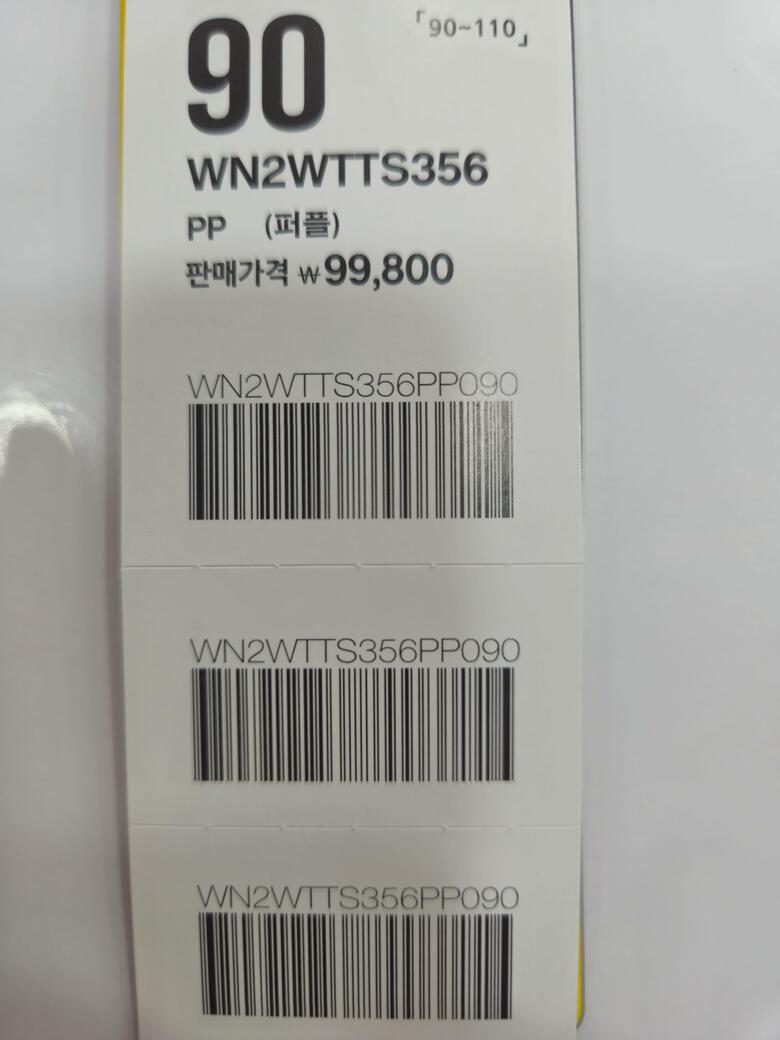 90
「90~110」
WN2WTTS356
PP (퍼플)
판매가격 ₩99,800
WN2WTTS356PP090
WN2WTTS356PP090
WN2WTTS356PP090